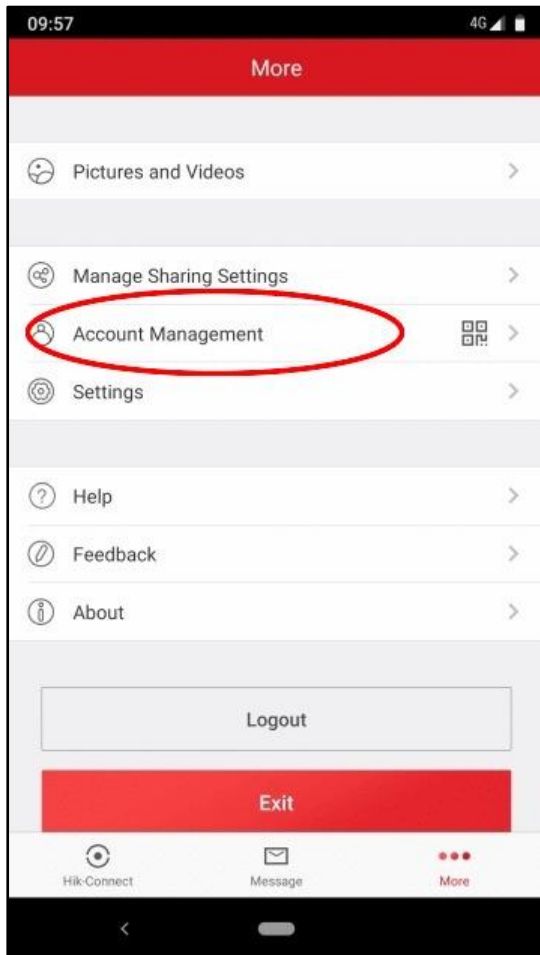 09:57
4G
More
Pictures and Videos
Manage Sharing Settings
Account Management
Settings
Help
Feedback
About
Logout
Exit
Hik-Connect
Message
More